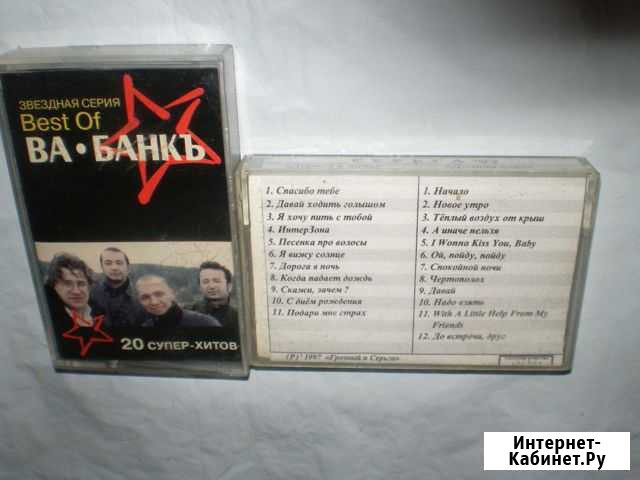 ЗВЕЗДНАЯ СЕРИЯ
Best Of
ВА•БАНКЪ
20 СУПЕР-ХИТОВ
1. Спасибо тебе
2. Давай ходить голышом
3. Я хочу пить с тобой
4. ИнтерЗона
5. Песенка про волосы
6. Я вижу солнце
7. Дорога в ночь
8. Когда падает дождь
9. Скажи, зачем ?
10. С днём рождения
11. Подари мне страх
1. Начало
2. Новое утро
3. Тёплый воздух от крыш
4. А иначе нельзя
5. I Wonna Kiss You, Baby
6. Ой, пойду, пойду
7. Спокойной ночи
8. Чертополох
9. Давай
10. Надо взять
11. With A Little Help From My
Friends
12. До встречи, друг
(P)' 1997 «Грозный и Серьга»
Интернет-
Кабинет.Ру